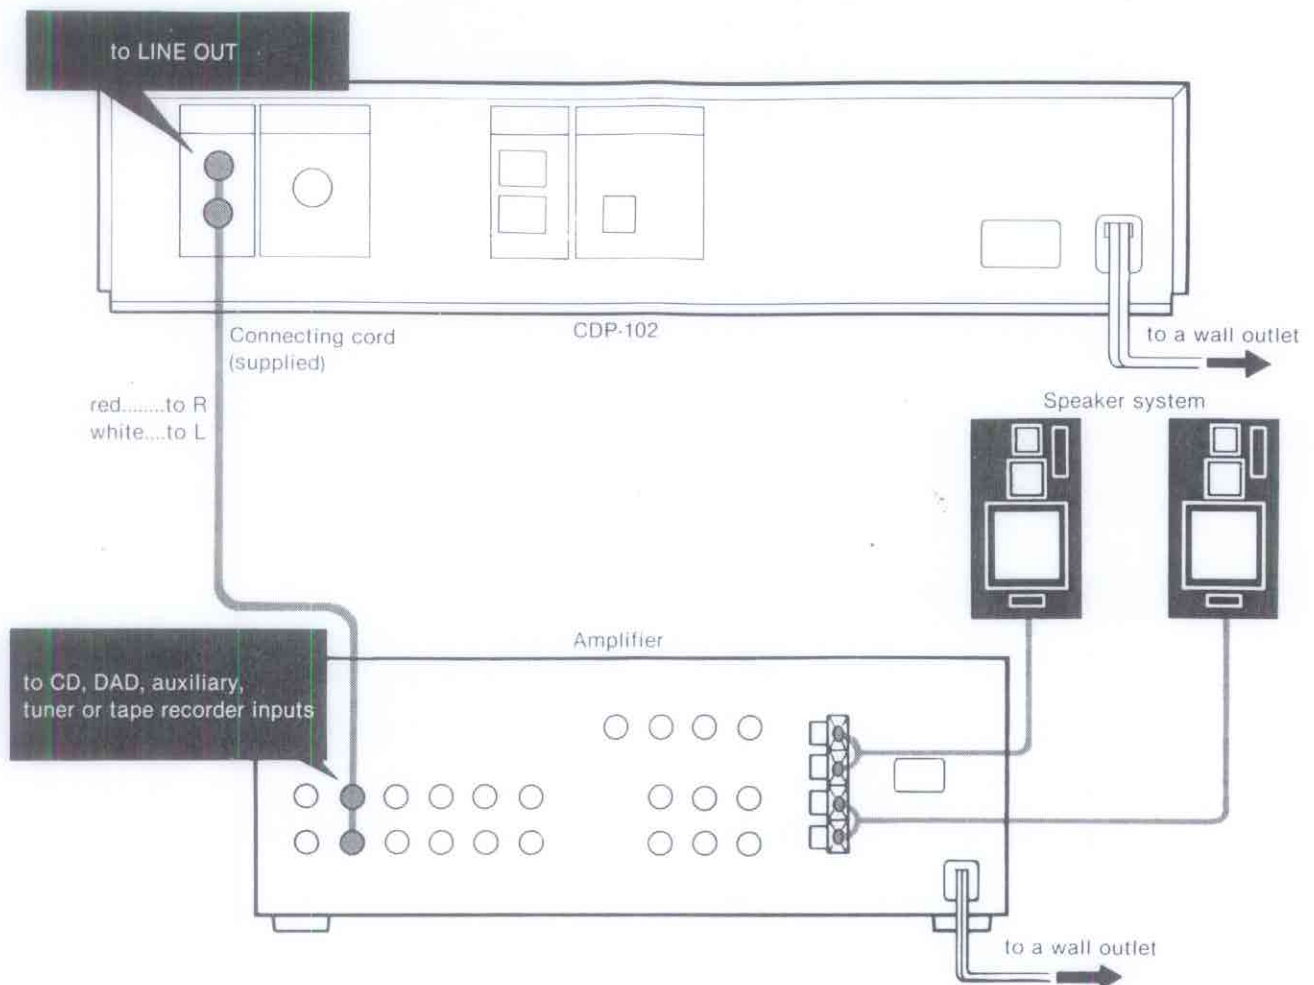 to LINE OUT
Connecting cord
(supplied)
CDP-102
to a wall outlet
red........to R
white....to L
Speaker system
Amplifier
to CD, DAD, auxiliary,
tuner or tape recorder inputs
to a wall outlet